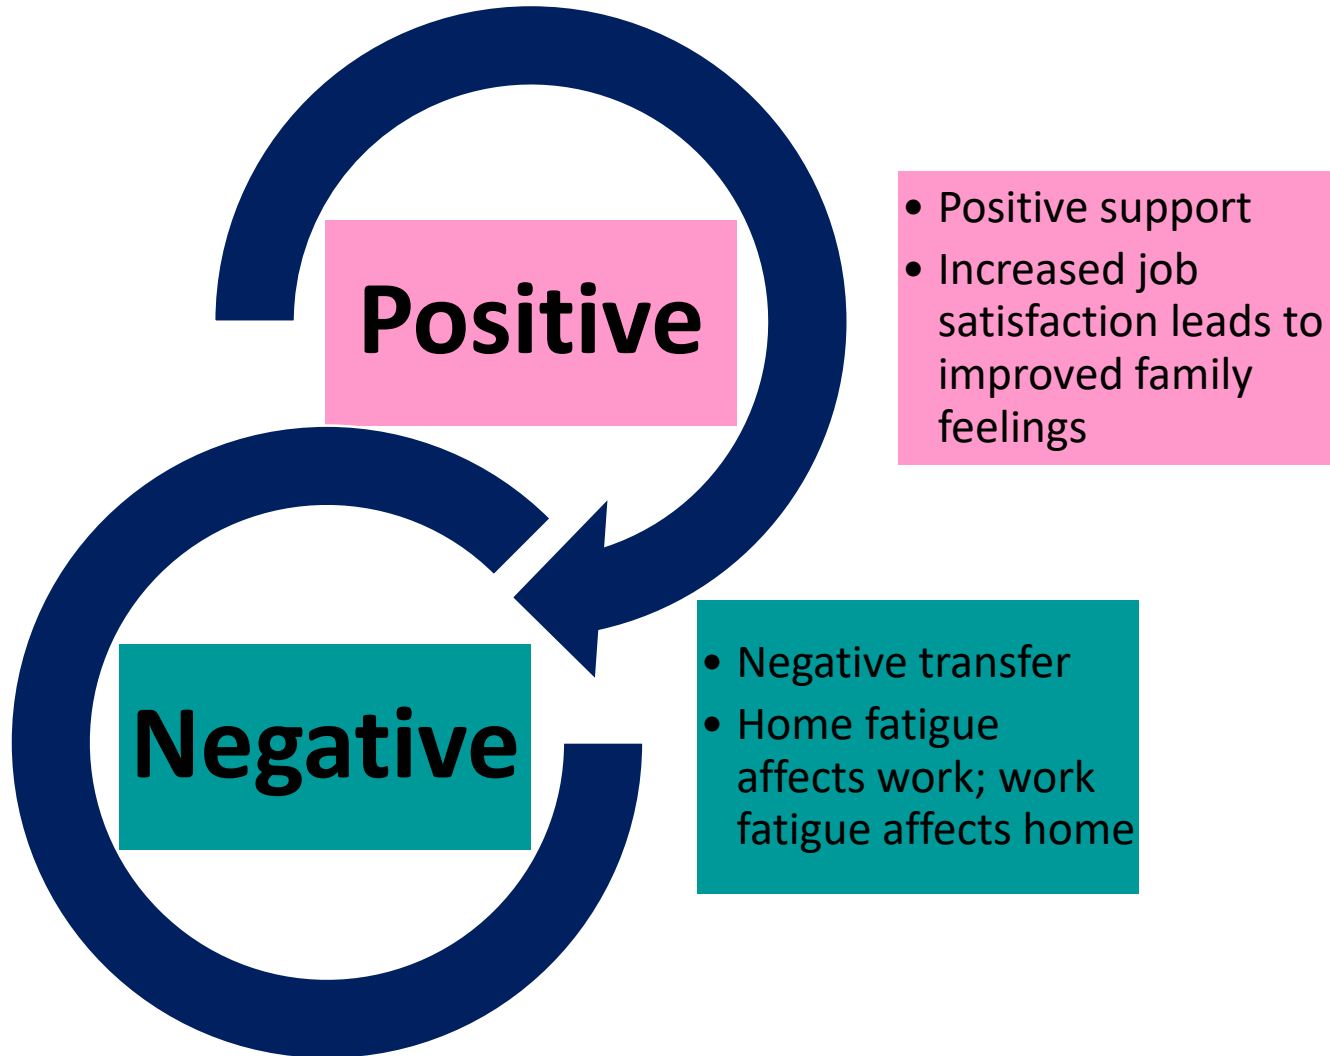 Positive
• Positive support
• Increased job
satisfaction leads to
improved family
feelings
Negative
• Negative transfer
• Home fatigue
affects work; work
fatigue affects home